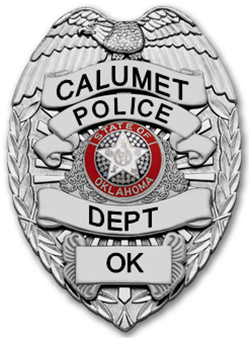 CALUMET
POLICE
STATE OF
OKLAHOMA
DEPT
OK